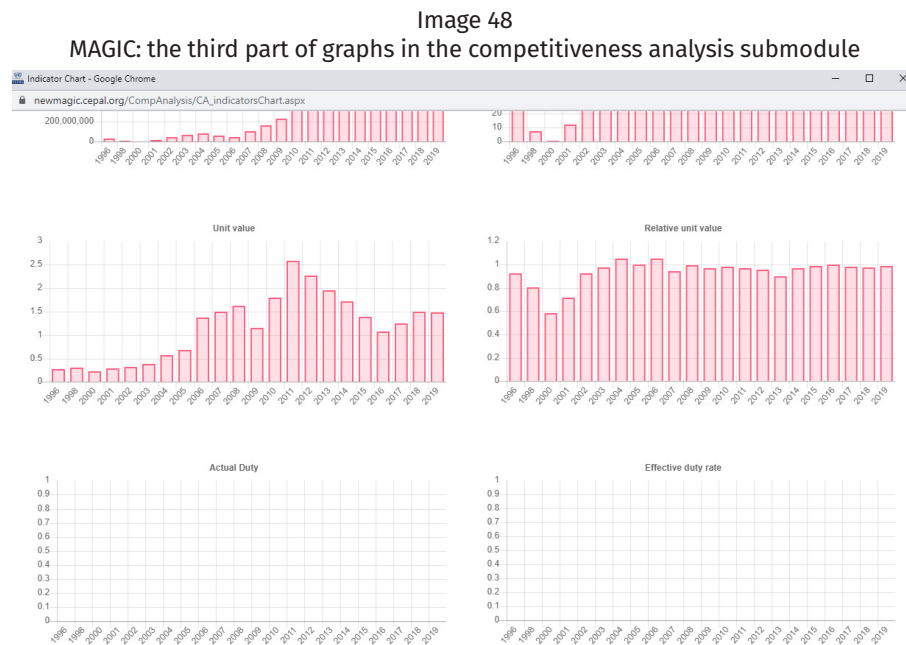 Image 48
MAGIC: the third part of graphs in the competitiveness analysis submodule
Indicator Chart - Google Chrome
newmagic.cepal.org/CompAnalysis/CA_indicatorsChart.aspx
200,000,000
0
1996 1998 2000 2001 2002 2003 2004 2005 2006 2007 2008 2009 2010 2011 2012 2013 2014 2015 2016 2017 2018 2019
20
10
0
1996 1998 2000 2001 2002 2003 2004 2005 2006 2007 2008 2009 2010 2011 2012 2013 2014 2015 2016 2017 2018 2019
Unit value
3
2.5
2
1.5
1
0.5
0
1996 1998 2000 2001 2002 2003 2004 2005 2006 2007 2008 2009 2010 2011 2012 2013 2014 2015 2016 2017 2018 2019
Relative unit value
1.2
1
0.8
0.6
0.4
0.2
0
1996 1998 2000 2001 2002 2003 2004 2005 2006 2007 2008 2009 2010 2011 2012 2013 2014 2015 2016 2017 2018 2019
Actual Duty
1
0.9
0.8
0.7
0.6
0.5
0.4
0.3
0.2
0.1
0
1996 1998 2000 2001 2002 2003 2004 2005 2006 2007 2008 2009 2010 2011 2012 2013 2014 2015 2016 2017 2018 2019
Effective duty rate
1
0.9
0.8
0.7
0.6
0.5
0.4
0.3
0.2
0.1
0
1996 1998 2000 2001 2002 2003 2004 2005 2006 2007 2008 2009 2010 2011 2012 2013 2014 2015 2016 2017 2018 2019